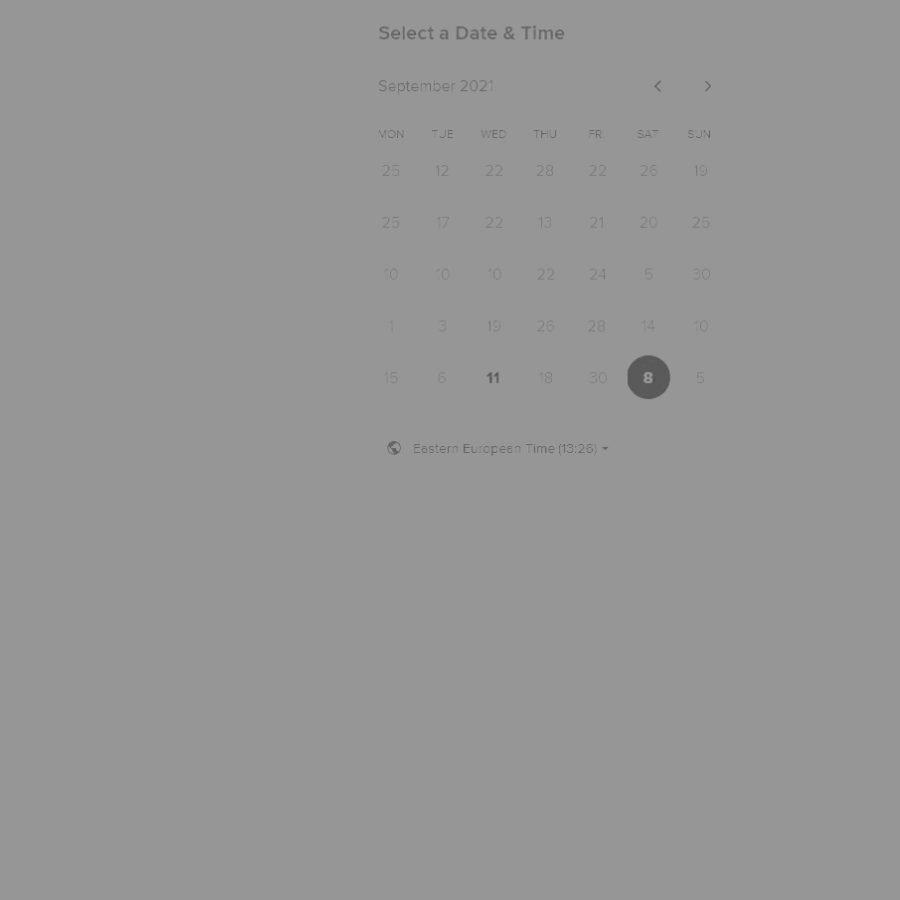 Select a Date & Time
September 2021
MON TUE WED THU FRI SAT SUN
25 12 22 28 22 26 19
25 17 22 13 21 20 25
10 10 10 22 24 5 30
1 3 19 26 28 14 10
15 6 11 18 30 8 5
Eastern European Time (13:26)